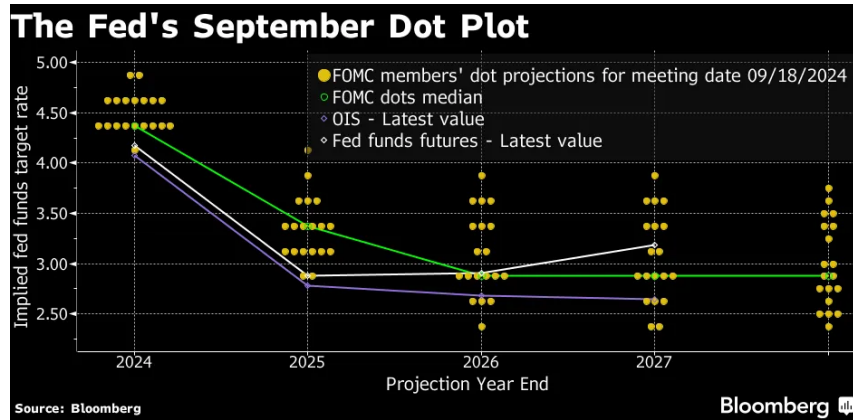 The Fed's September Dot Plot
5.00
4.50
4.00
3.50
3.00
2.50
Implied fed funds target rate
FOMC members' dot projections for meeting date 09/18/2024
FOMC dots median
OIS - Latest value
Fed funds futures - Latest value
2024
2025
2026
2027
Projection Year End
Source: Bloomberg
Bloomberg